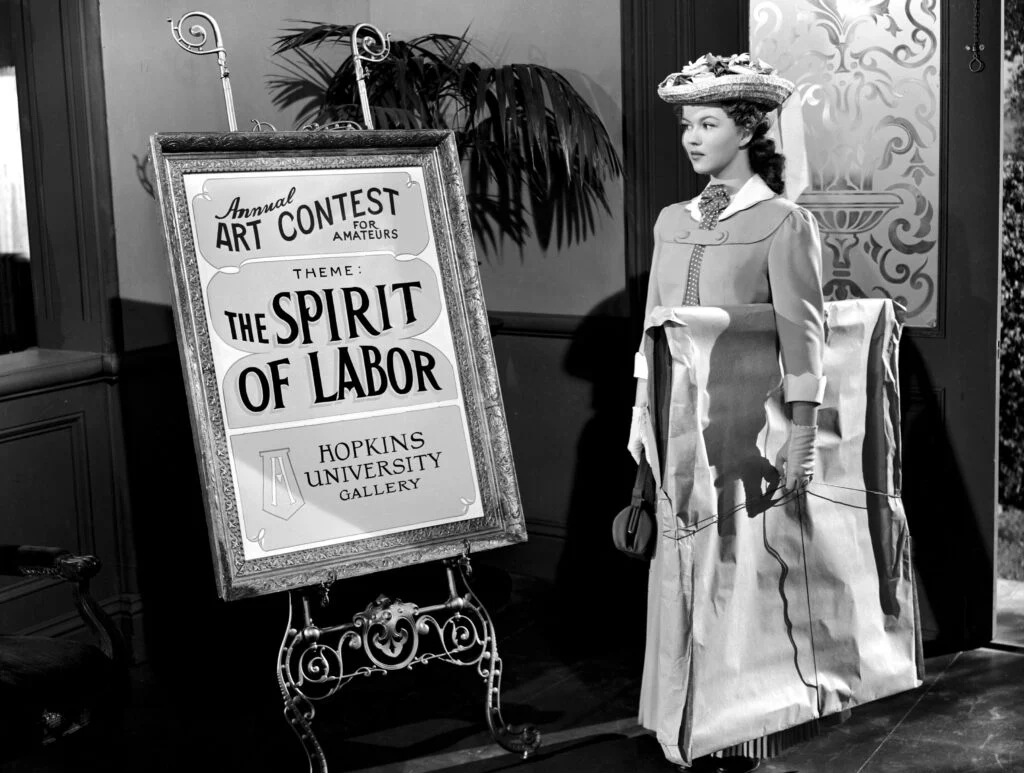 Annual
ART CONTEST
FOR
AMATEURS
THEME:
THE SPIRIT
OF LABOR
A
HOPKINS
UNIVERSITY
GALLERY